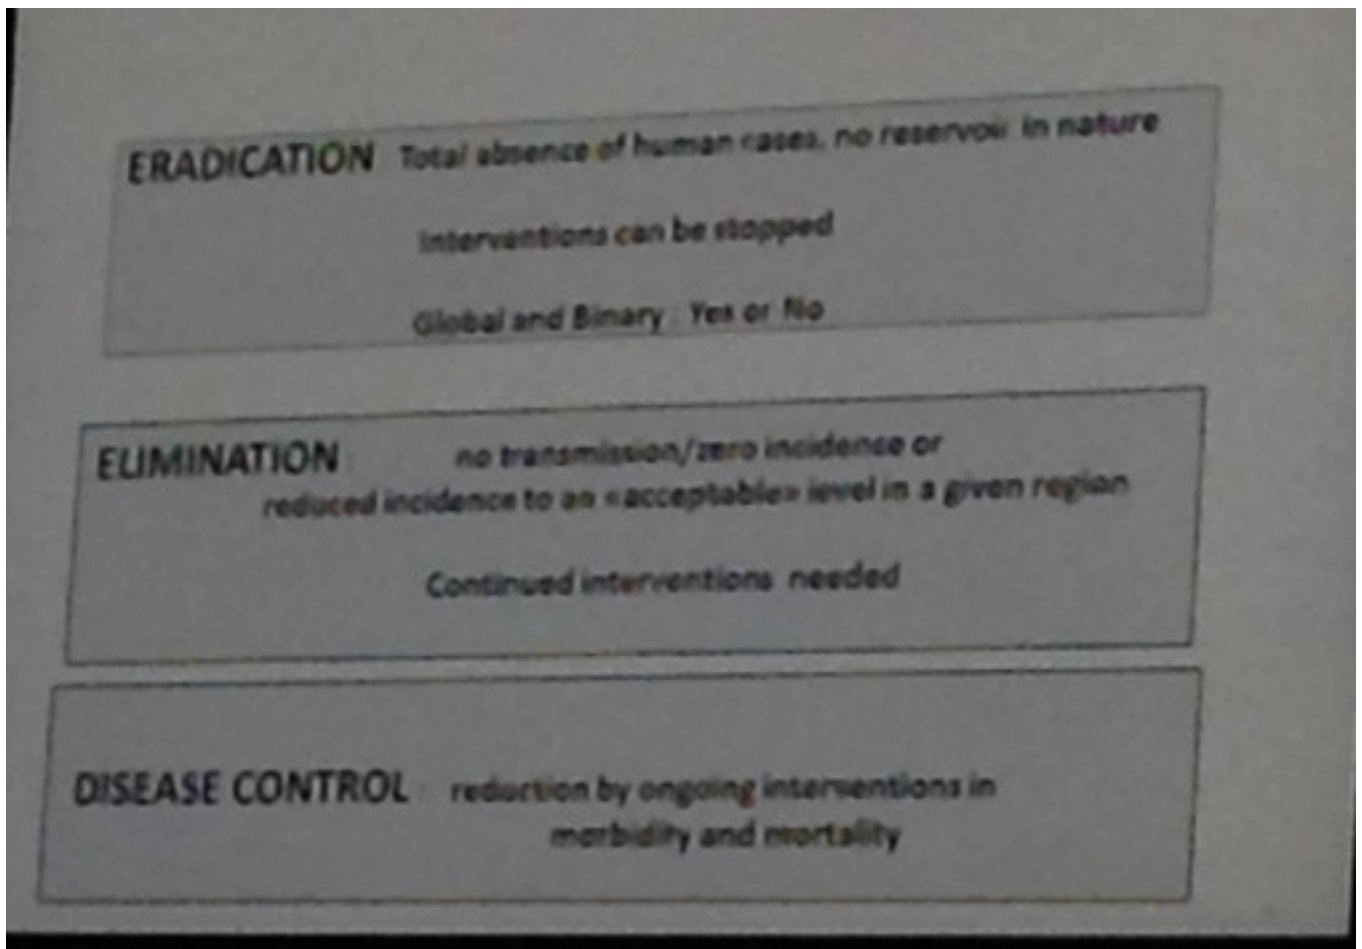 ERADICATION Total absence of human cases, no reservoir in nature
Interventions can be stopped
Global and Binary : Yes or No
ELIMINATION : no transmission/zero incidence or
reduced incidence to an «acceptable» level in a given region
Continued interventions needed
DISEASE CONTROL reduction by ongoing interventions in
morbidity and mortality